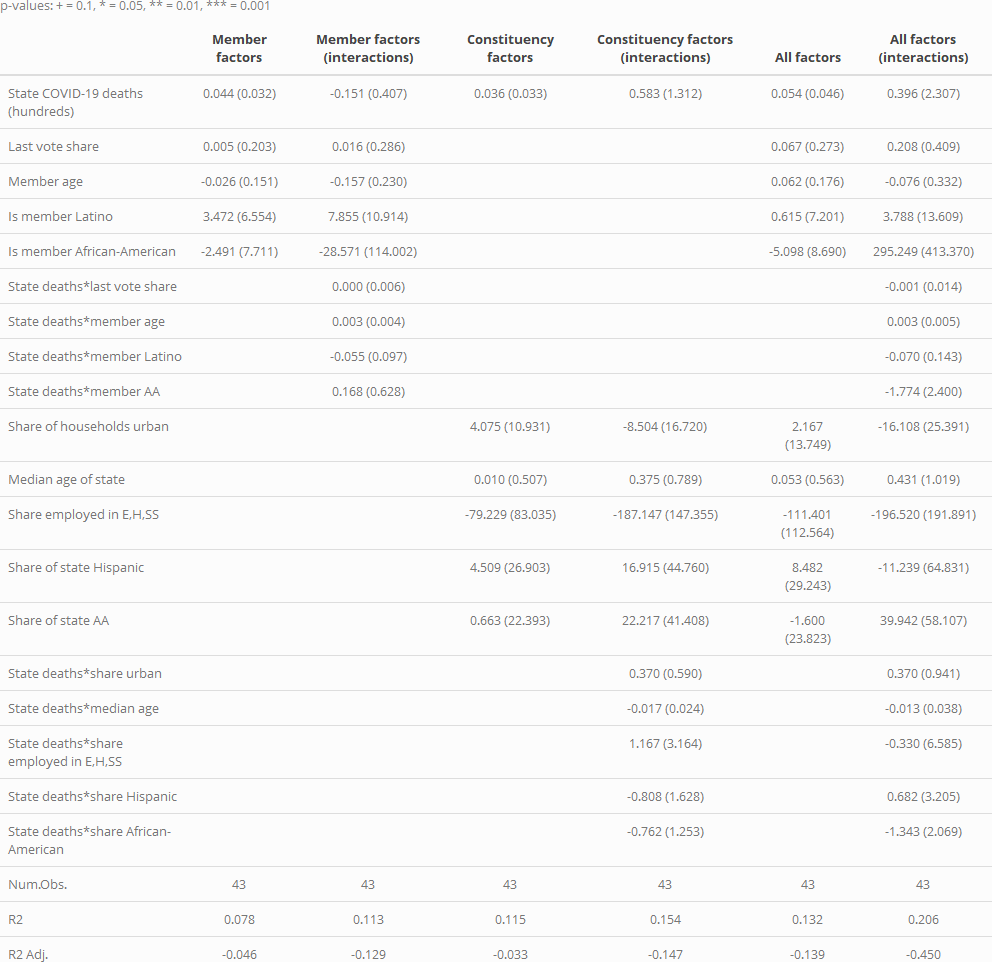 p-values: + = 0.1, * = 0.05, ** = 0.01, *** = 0.001
Member factors | Member factors (interactions) | Constituency factors | Constituency factors (interactions) | All factors | All factors (interactions)
State COVID-19 deaths (hundreds) 0.044 (0.032) -0.151 (0.407) 0.036 (0.033) 0.583 (1.312) 0.054 (0.046) 0.396 (2.307)
Last vote share 0.005 (0.203) 0.016 (0.286) 0.067 (0.273) 0.208 (0.409)
Member age -0.026 (0.151) -0.157 (0.230) 0.062 (0.176) -0.076 (0.332)
Is member Latino 3.472 (6.554) 7.855 (10.914) 0.615 (7.201) 3.788 (13.609)
Is member African-American -2.491 (7.711) -28.571 (114.002) -5.098 (8.690) 295.249 (413.370)
State deaths*last vote share 0.000 (0.006) -0.001 (0.014)
State deaths*member age 0.003 (0.004) 0.003 (0.005)
State deaths*member Latino -0.055 (0.097) -0.070 (0.143)
State deaths*member AA 0.168 (0.628) -1.774 (2.400)
Share of households urban 4.075 (10.931) -8.504 (16.720) 2.167 (13.749) -16.108 (25.391)
Median age of state 0.010 (0.507) 0.375 (0.789) 0.053 (0.563) 0.431 (1.019)
Share employed in E,H,SS -79.229 (83.035) -187.147 (147.355) -111.401 (112.564) -196.520 (191.891)
Share of state Hispanic 4.509 (26.903) 16.915 (44.760) 8.482 (29.243) -11.239 (64.831)
Share of state AA 0.663 (22.393) 22.217 (41.408) -1.600 (23.823) 39.942 (58.107)
State deaths*share urban 0.370 (0.590) 0.370 (0.941)
State deaths*median age -0.017 (0.024) -0.013 (0.038)
State deaths*share employed in E,H,SS 1.167 (3.164) -0.330 (6.585)
State deaths*share Hispanic -0.808 (1.628) 0.682 (3.205)
State deaths*share African-American -0.762 (1.253) -1.343 (2.069)
Num.Obs. 43 43 43 43 43 43
R2 0.078 0.113 0.115 0.154 0.132 0.206
R2 Adj. -0.046 -0.129 -0.033 -0.147 -0.139 -0.450